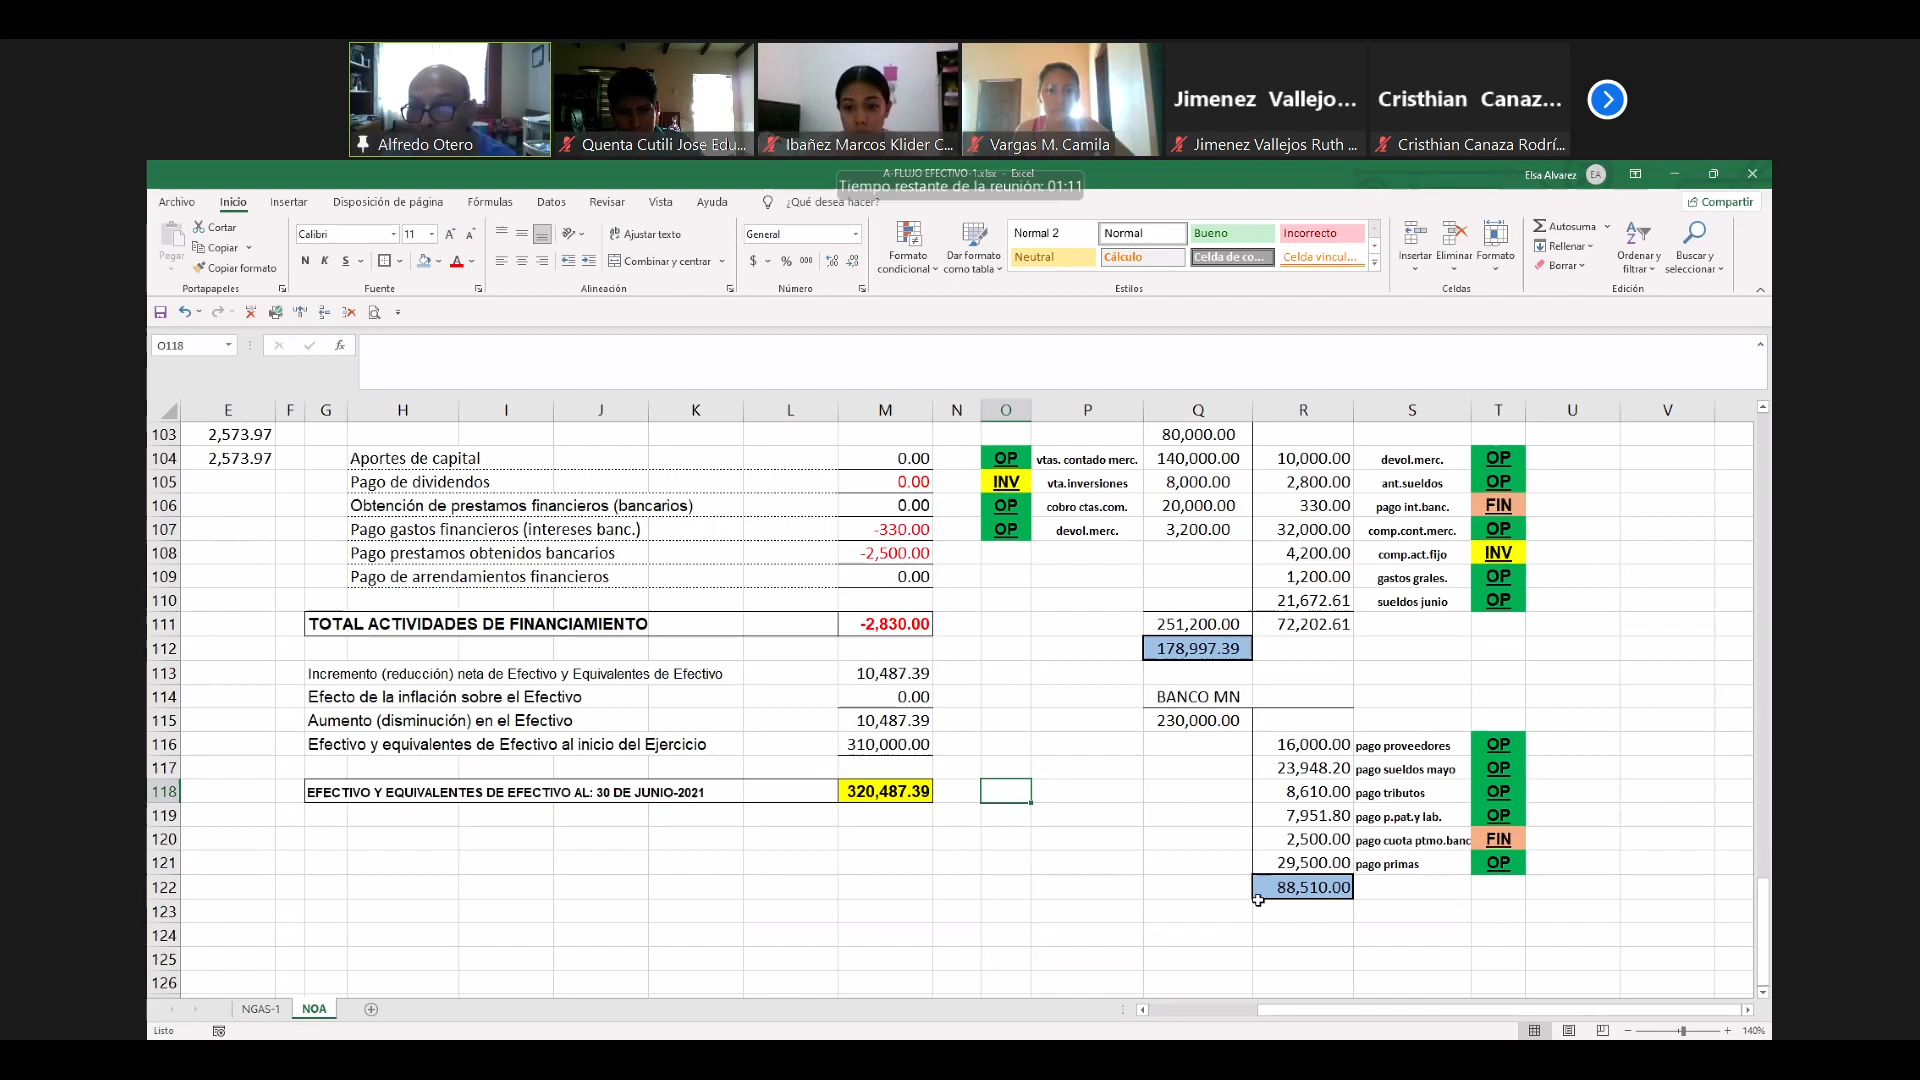 Jimenez Vallejo...
Cristhian Canaz...
Alfredo Otero
Quenta Cutili Jose Edu...
Ibañez Marcos Klider C...
Vargas M. Camila
Jimenez Vallejos Ruth ...
Cristhian Canaza Rodrí...
A-FLUJO EFECTIVO-1.xlsx - Excel
Tiempo restante de la reunión: 01:11
Elsa Alvarez EA
Archivo Inicio Insertar Disposición de página Fórmulas Datos Revisar Vista Ayuda ¿Qué desea hacer? Compartir
Pegar
Cortar
Copiar
Copiar formato
Portapapeles
Calibri 11
N K S
Fuente
Ajustar texto
Combinar y centrar
Alineación
General
$ % 000
Número
Formato condicional
Dar formato como tabla
Normal 2 Normal Bueno Incorrecto
Neutral Cálculo Celda de co... Celda vincul...
Estilos
Insertar Eliminar Formato
Celdas
Autosuma
Rellenar
Borrar
Ordenar y filtrar
Buscar y seleccionar
Edición
O118 fx
E F G H I J K L M N O P Q R S T U V
103 2,573.97 80,000.00
104 2,573.97 Aportes de capital 0.00 OP vtas. contado merc. 140,000.00 10,000.00 devol.merc. OP
105 Pago de dividendos 0.00 INV vta.inversiones 8,000.00 2,800.00 ant.sueldos OP
106 Obtención de prestamos financieros (bancarios) 0.00 OP cobro ctas.com. 20,000.00 330.00 pago int.banc. FIN
107 Pago gastos financieros (intereses banc.) -330.00 OP devol.merc. 3,200.00 32,000.00 comp.cont.merc. OP
108 Pago prestamos obtenidos bancarios -2,500.00 4,200.00 comp.act.fijo INV
109 Pago de arrendamientos financieros 0.00 1,200.00 gastos grales. OP
110 21,672.61 sueldos junio OP
111 TOTAL ACTIVIDADES DE FINANCIAMIENTO -2,830.00 251,200.00 72,202.61
112 178,997.39
113 Incremento (reducción) neta de Efectivo y Equivalentes de Efectivo 10,487.39
114 Efecto de la inflación sobre el Efectivo 0.00 BANCO MN
115 Aumento (disminución) en el Efectivo 10,487.39 230,000.00
116 Efectivo y equivalentes de Efectivo al inicio del Ejercicio 310,000.00 16,000.00 pago proveedores OP
117 23,948.20 pago sueldos mayo OP
118 EFECTIVO Y EQUIVALENTES DE EFECTIVO AL: 30 DE JUNIO-2021 320,487.39 8,610.00 pago tributos OP
119 7,951.80 pago p.pat.y lab. OP
120 2,500.00 pago cuota ptmo.banc FIN
121 29,500.00 pago primas OP
122 88,510.00
123
124
125
126
NGAS-1 NOA
Listo 140%